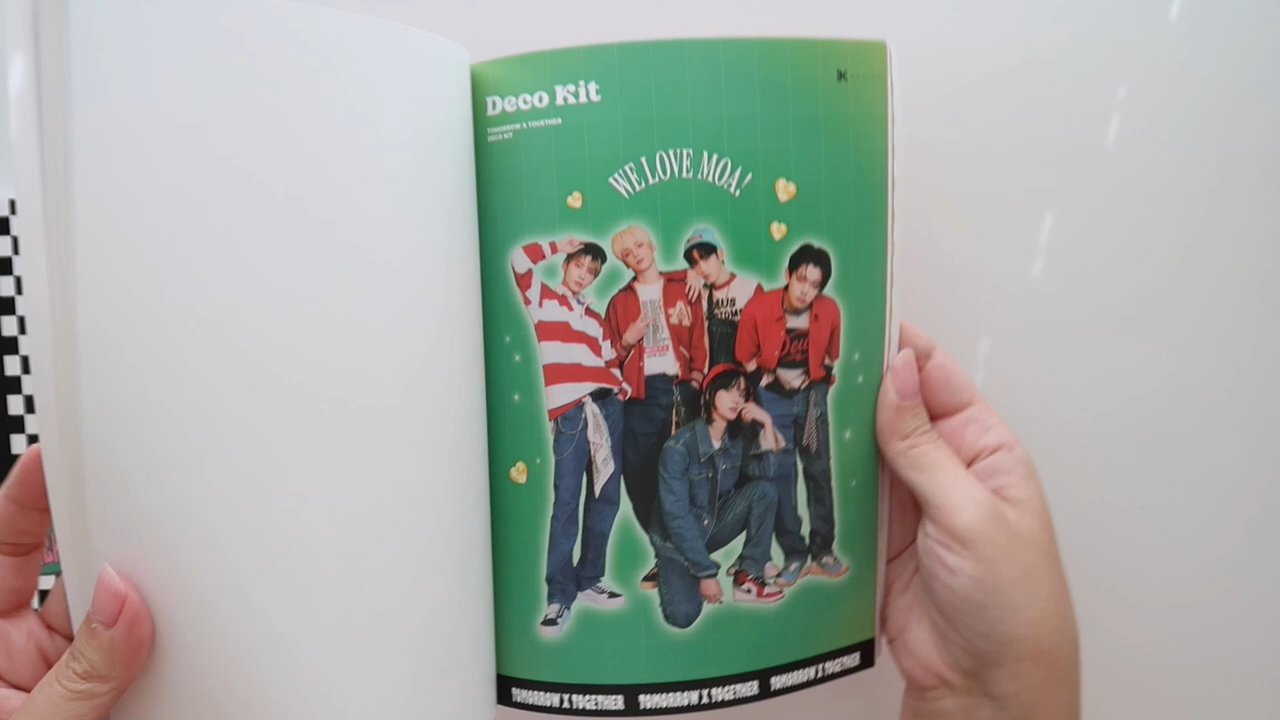 Deco Kit
TOMORROW X TOGETHER
DECO KIT
WE LOVE MOA!
TOMORROW X TOGETHER TOMORROW X TOGETHER TOMORROW X TOGETHER